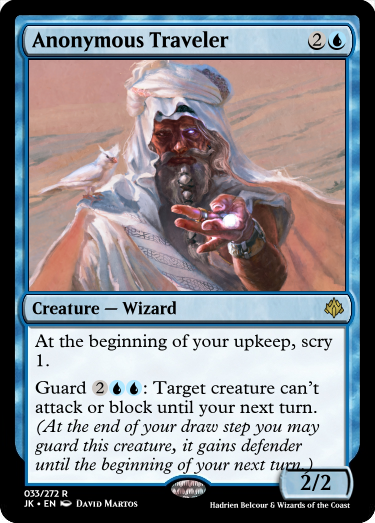 Anonymous Traveler 2
Creature — Wizard
At the beginning of your upkeep, scry
1.
Guard 2: Target creature can't
attack or block until your next turn.
(At the end of your draw step you may
guard this creature, it gains defender
until the beginning of your next turn.)
2/2
033/272 R
JK • EN David Martos
Hadrien Belcour & Wizards of the Coast